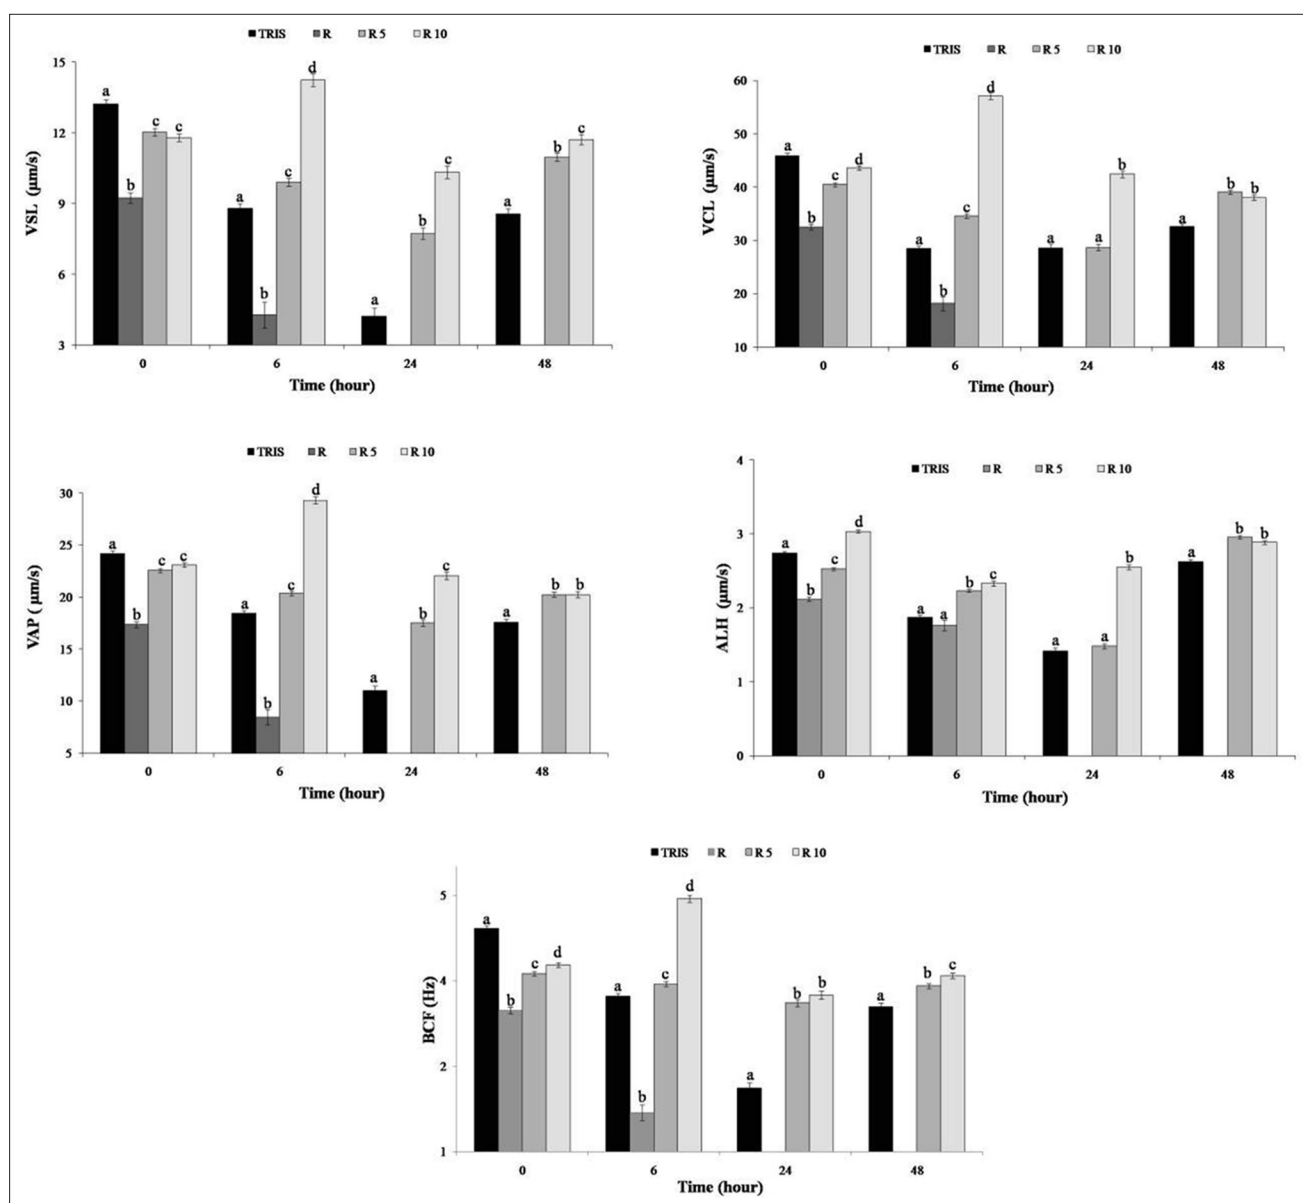 TRIS R R 5 R 10
VSL (µm/s)
15
12
9
6
3
a b c c
a b c d
a b c
a b c
0 6 24 48
Time (hour)
TRIS R R 5 R 10
VCL (µm/s)
60
50
40
30
20
10
a b c d
a b c d
a a b
a b b
0 6 24 48
Time (hour)
TRIS R R 5 R 10
VAP ( µm/s)
30
25
20
15
10
5
a b c c
a b c d
a b c
a b b
0 6 24 48
Time (hour)
TRIS R R 5 R 10
ALH (µm/s)
4
3
2
1
0
a b c d
a a b c
a a b
a b b
0 6 24 48
Time (hour)
TRIS R R 5 R 10
BCF (Hz)
5
4
2
1
a b c d
a b c d
a b b
a b c
0 6 24 48
Time (hour)